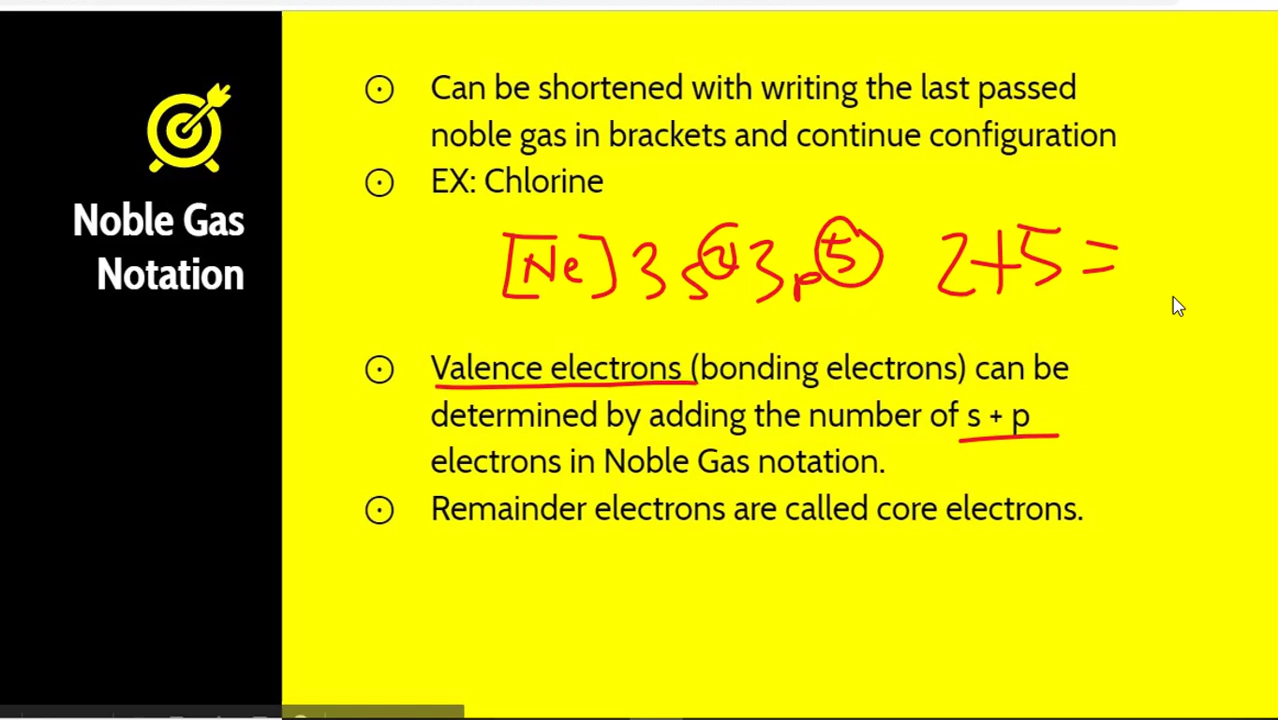 Noble Gas
Notation
Can be shortened with writing the last passed
noble gas in brackets and continue configuration
EX: Chlorine
[Ne] 3s² 3p⁵ 2+5=
Valence electrons (bonding electrons) can be
determined by adding the number of s + p
electrons in Noble Gas notation.
Remainder electrons are called core electrons.